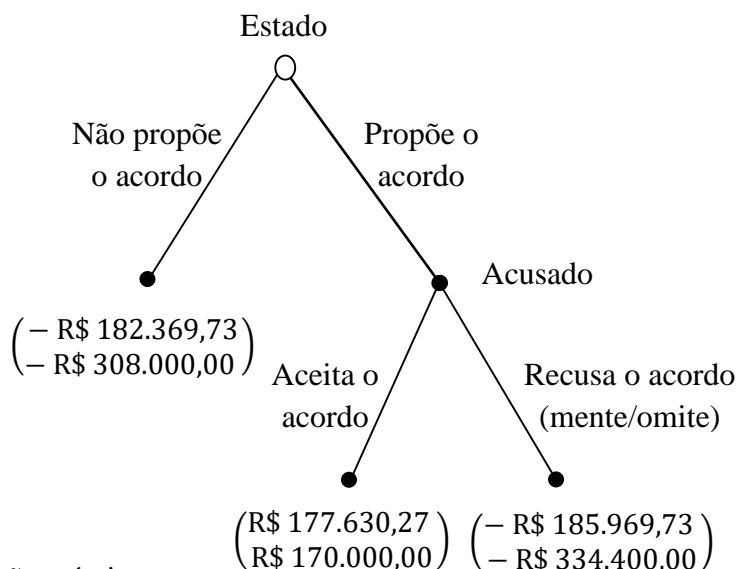 Estado
Não propõe
o acordo
Propõe o
acordo
Acusado
− R$ 182.369,73
− R$ 308.000,00
Aceita o
acordo
Recusa o acordo
(mente/omite)
R$ 177.630,27
R$ 170.000,00
− R$ 185.969,73
− R$ 334.400,00